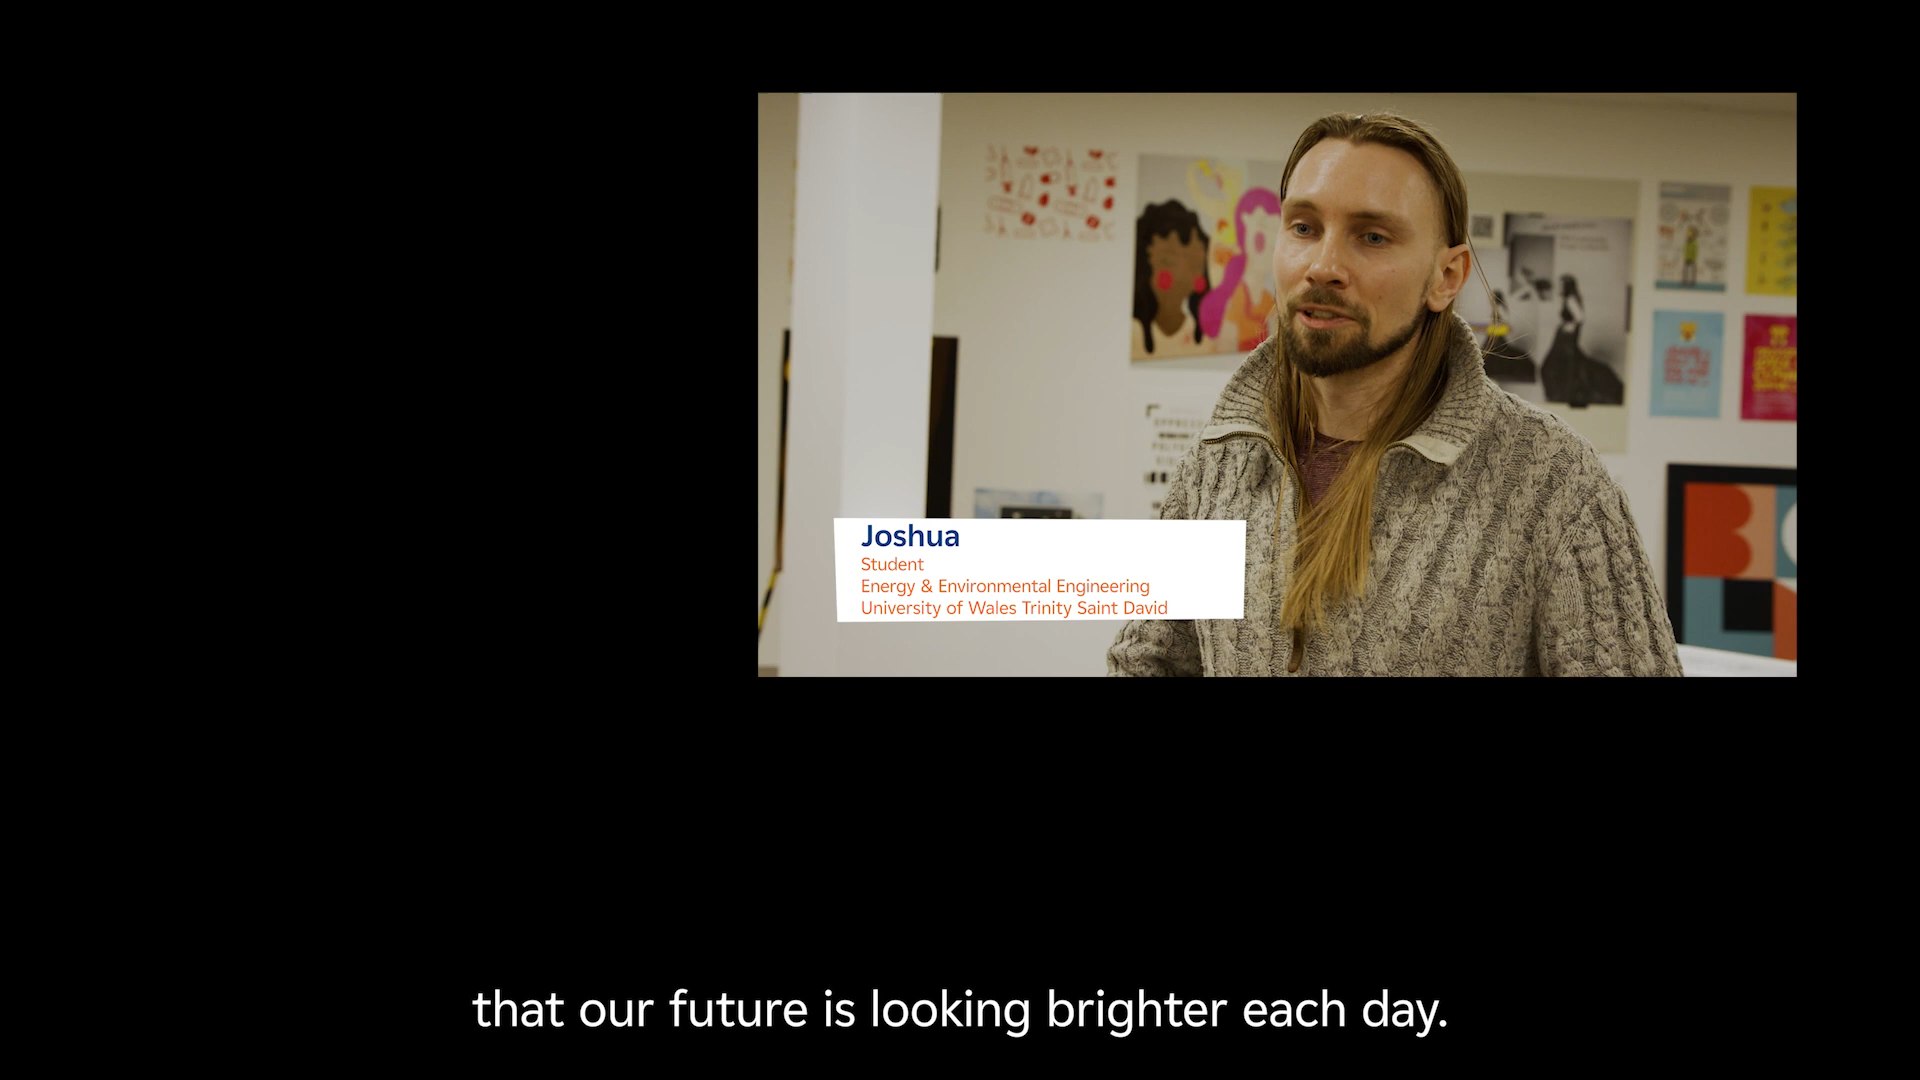 Joshua
Student
Energy & Environmental Engineering
University of Wales Trinity Saint David
that our future is looking brighter each day.